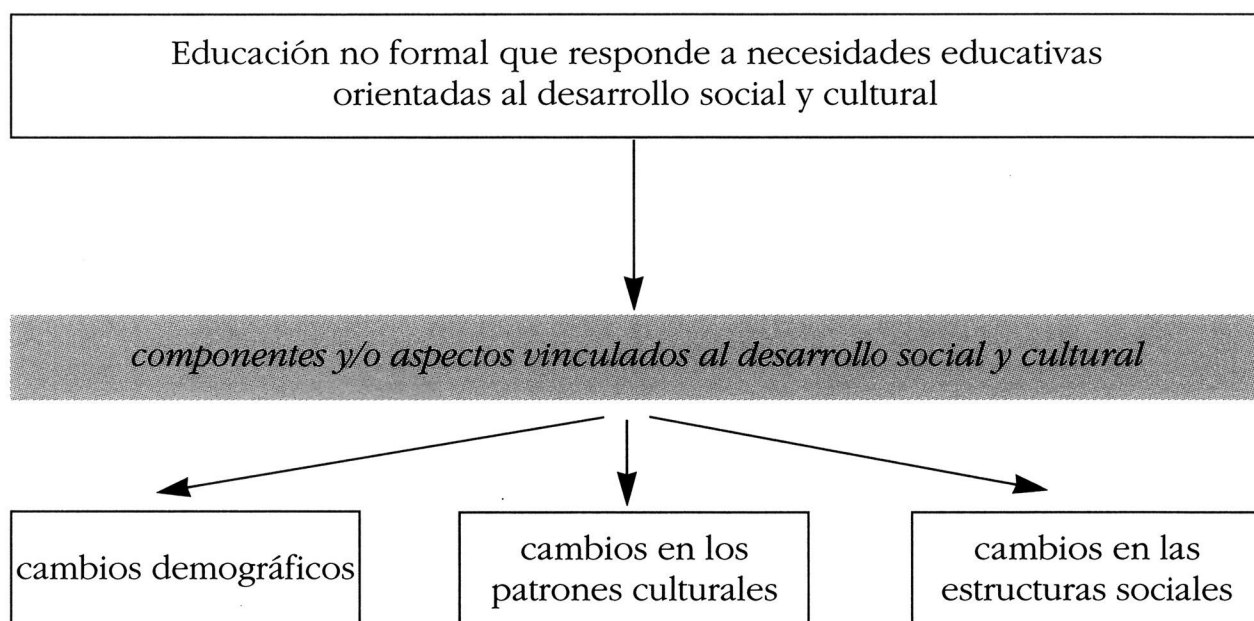 Educación no formal que responde a necesidades educativas
orientadas al desarrollo social y cultural
componentes y/o aspectos vinculados al desarrollo social y cultural
cambios demográficos
cambios en los
patrones culturales
cambios en las
estructuras sociales